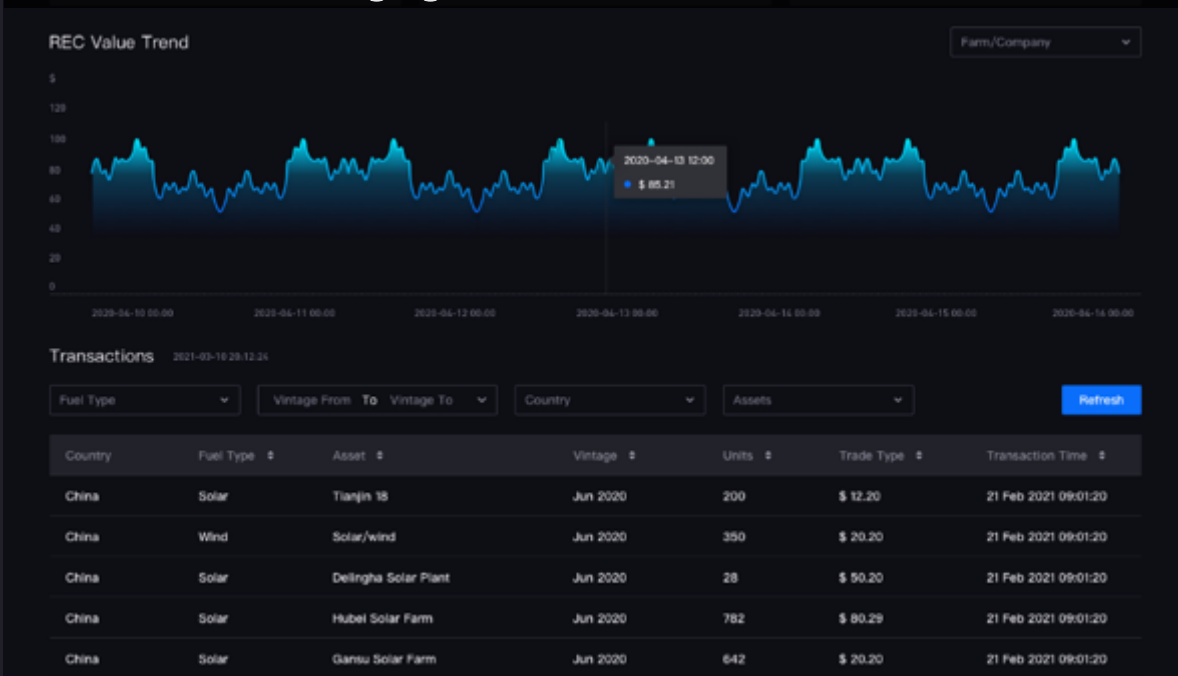 REC Value Trend
Farm/Company
$
120
100
80
60
40
20
0
2020-04-13 12:00
$ 85.21
2020-04-10 00:00 2020-04-11 00:00 2020-04-12 00:00 2020-04-13 00:00 2020-04-14 00:00 2020-04-15 00:00 2020-04-16 00:00
Transactions 2021-03-10 20:12:24
Fuel Type Vintage From To Vintage To Country Assets Refresh
Country Fuel Type Asset Vintage Units Trade Type Transaction Time
China Solar Tianjin 18 Jun 2020 200 $ 12.20 21 Feb 2021 09:01:20
China Wind Solar/wind Jun 2020 350 $ 20.20 21 Feb 2021 09:01:20
China Solar Delingha Solar Plant Jun 2020 28 $ 50.20 21 Feb 2021 09:01:20
China Solar Hubei Solar Farm Jun 2020 782 $ 80.29 21 Feb 2021 09:01:20
China Solar Gansu Solar Farm Jun 2020 642 $ 20.20 21 Feb 2021 09:01:20